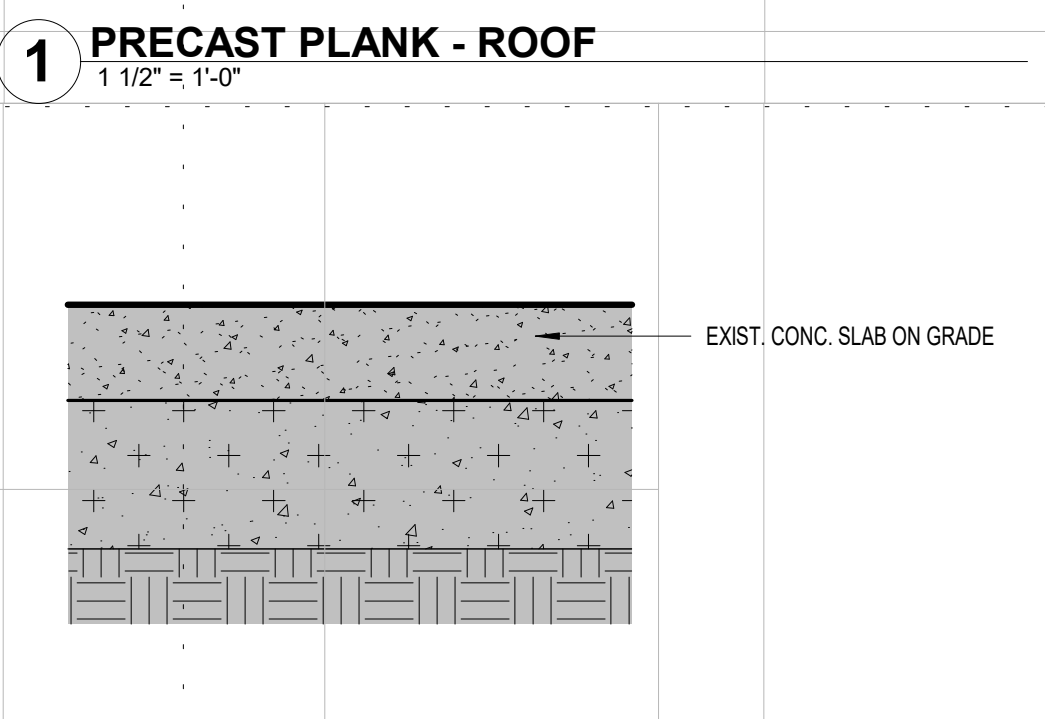 1
PRECAST PLANK - ROOF
1 1/2" = 1'-0"
EXIST. CONC. SLAB ON GRADE